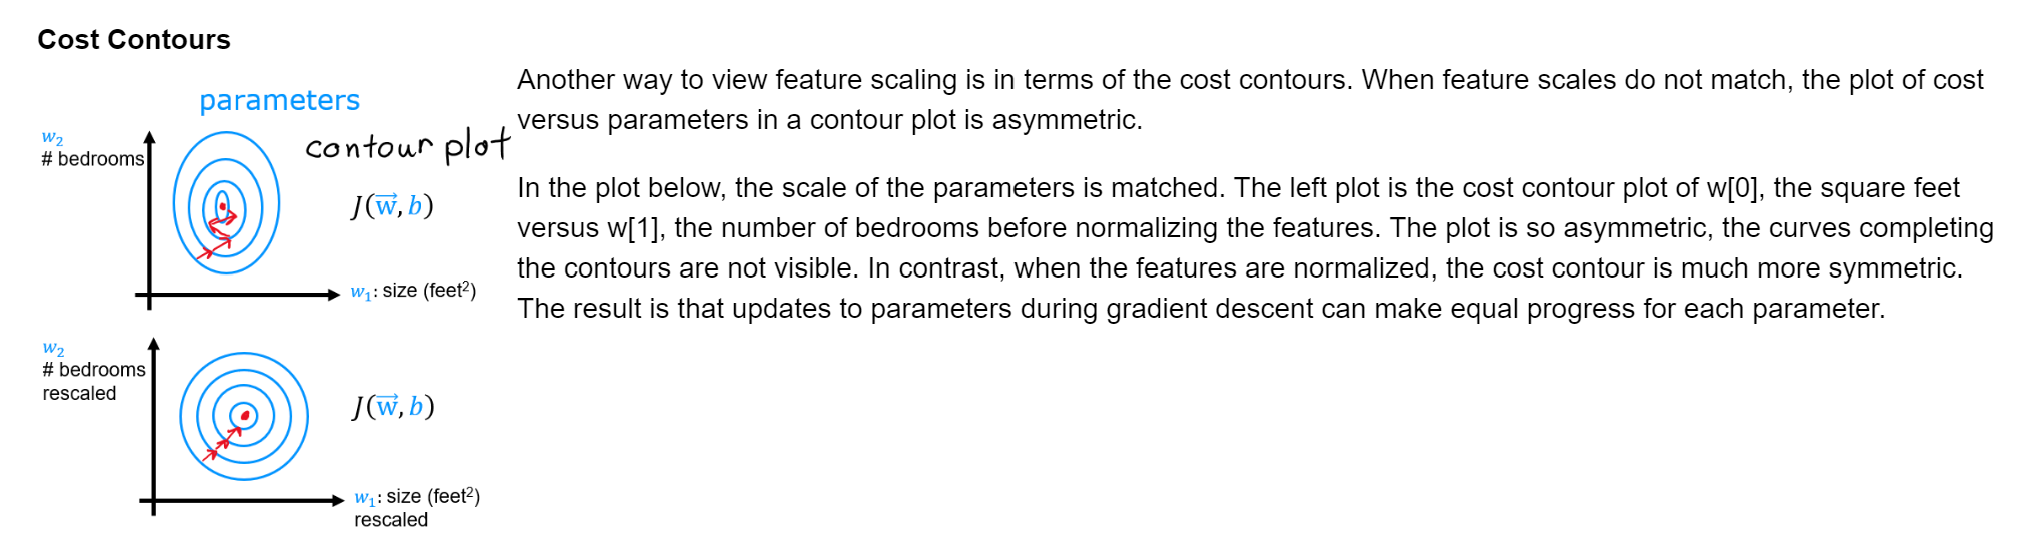 Cost Contours
parameters
w₂
# bedrooms
contour plot
J(w⃗, b)
w₁: size (feet²)
w₂
# bedrooms
rescaled
J(w⃗, b)
w₁: size (feet²)
rescaled
Another way to view feature scaling is in terms of the cost contours. When feature scales do not match, the plot of cost
versus parameters in a contour plot is asymmetric.
In the plot below, the scale of the parameters is matched. The left plot is the cost contour plot of w[0], the square feet
versus w[1], the number of bedrooms before normalizing the features. The plot is so asymmetric, the curves completing
the contours are not visible. In contrast, when the features are normalized, the cost contour is much more symmetric.
The result is that updates to parameters during gradient descent can make equal progress for each parameter.